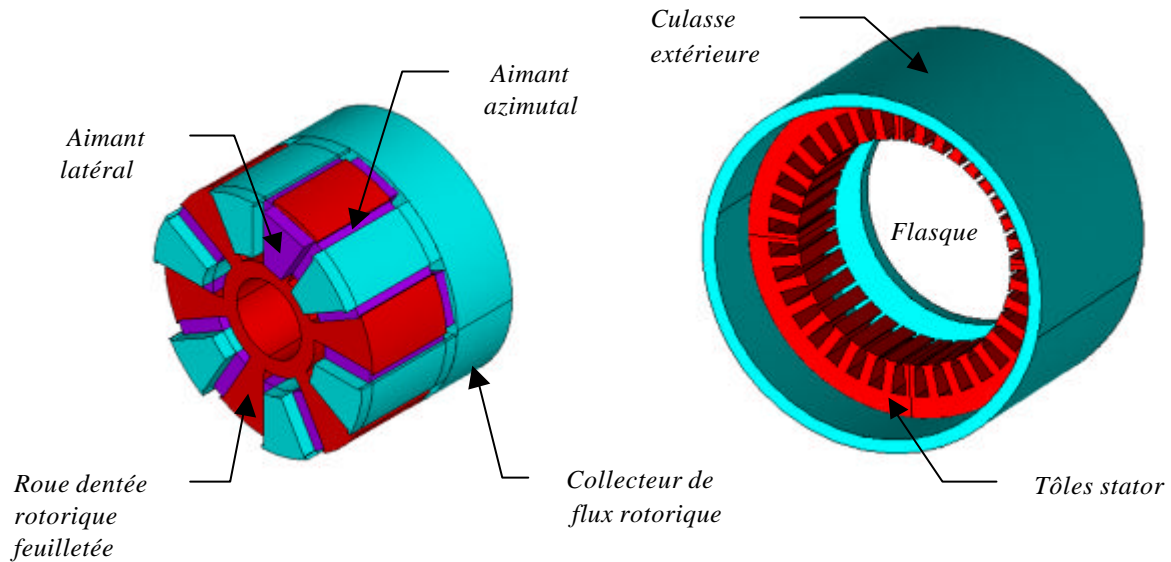 Culasse
extérieure
Aimant
azimutal
Aimant
latéral
Flasque
Roue dentée
rotorique
feuilletée
Collecteur de
flux rotorique
Tôles stator